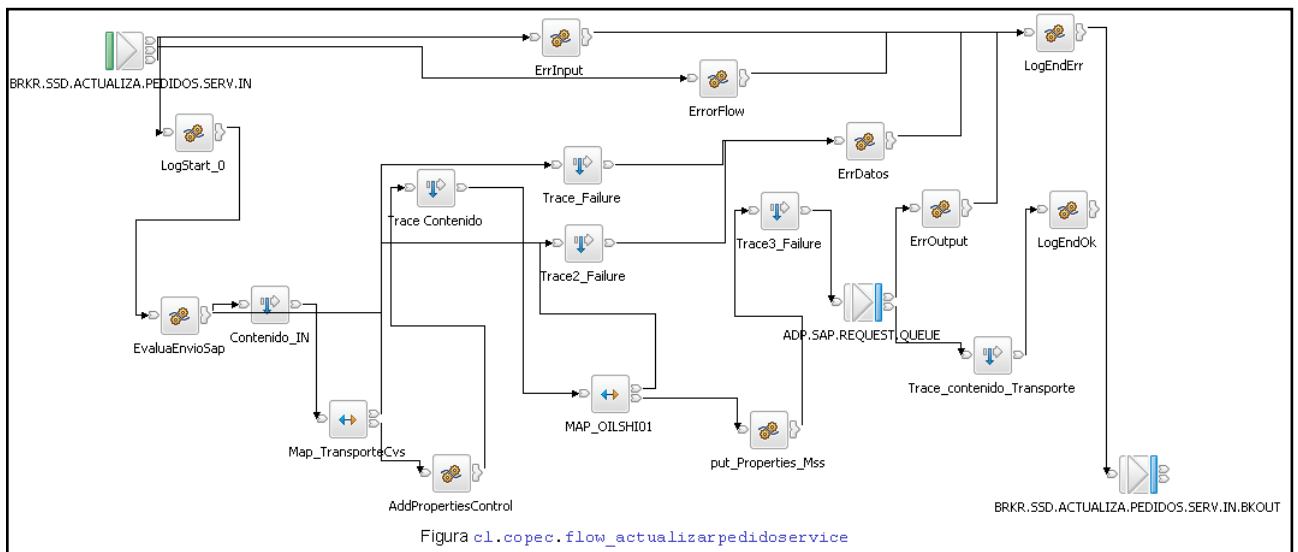 ErrInput
LogEndErr
BRKR.SSD.ACTUALIZA.PEDIDOS.SERV.IN
ErrorFlow
LogStart_0
ErrDatos
Trace_Failure
Trace Contenido
Trace3_Failure
ErrOutput
LogEndOk
Trace2_Failure
EvaluaEnvioSap
Contenido_IN
ADP.SAP.REQUEST.QUEUE
Trace_contenido_Transporte
MAP_OILSHI01
Map_TransporteCvs
put_Properties_Mss
AddPropertiesControl
BRKR.SSD.ACTUALIZA.PEDIDOS.SERV.IN.BKOUT
Figura cl.copec.flow_actualizarpedidoservice